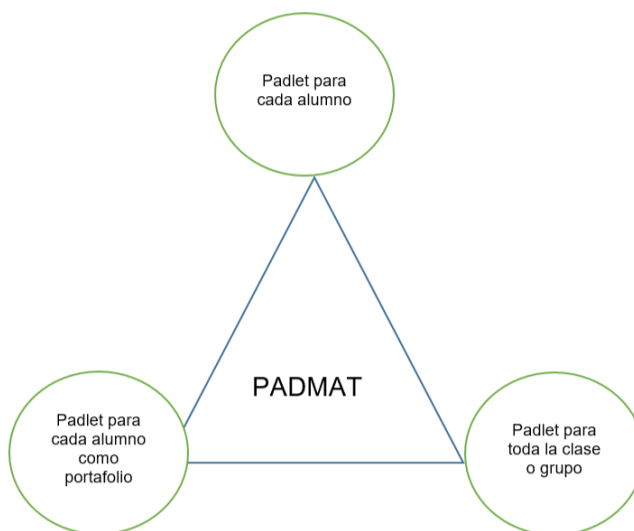 Padlet para
cada alumno
PADMAT
Padlet para
cada alumno
como
portafolio
Padlet para
toda la clase
o grupo